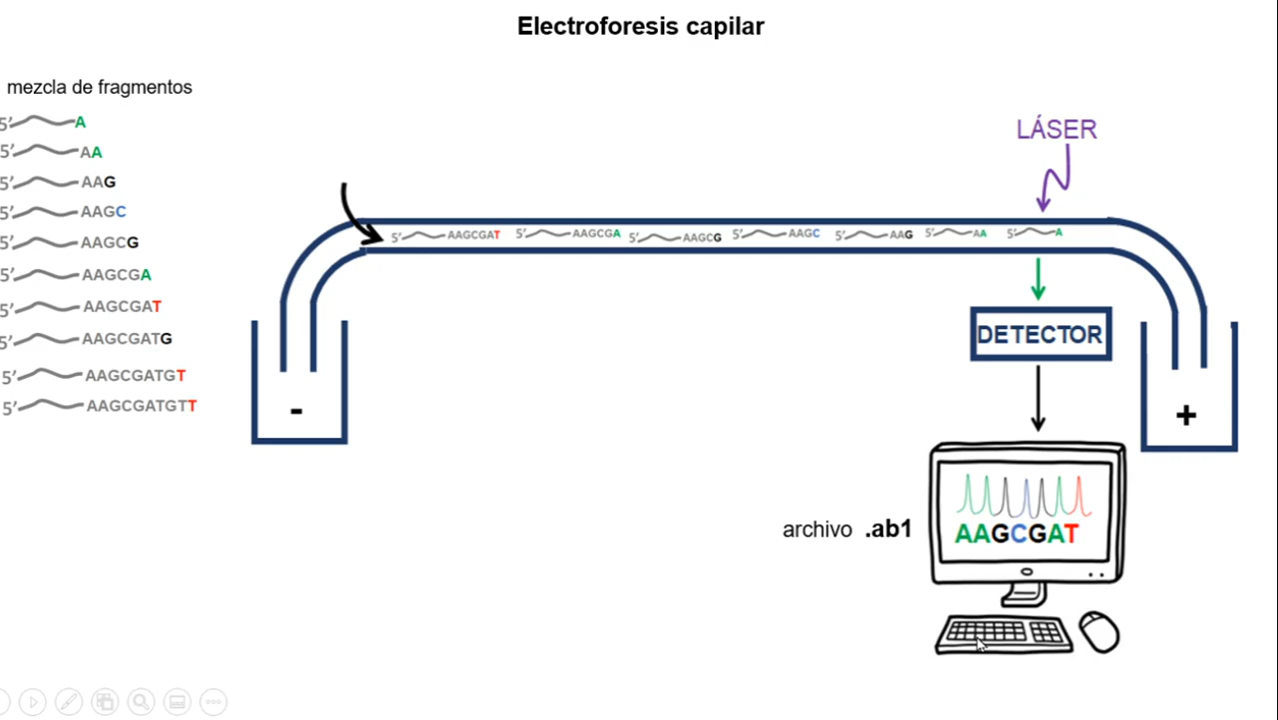 Electroforesis capilar
mezcla de fragmentos
5’ A
5’ AA
5’ AAG
5’ AAGC
5’ AAGCG
5’ AAGCGA
5’ AAGCGAT
5’ AAGCGATG
5’ AAGCGATGT
5’ AAGCGATGTT
LÁSER
5’ AAGCGAT 5’ AAGCGA 5’ AAGCG 5’ AAGC 5’ AAG 5’ AA 5’ A
DETECTOR
- +
archivo .ab1
AAGCGAT